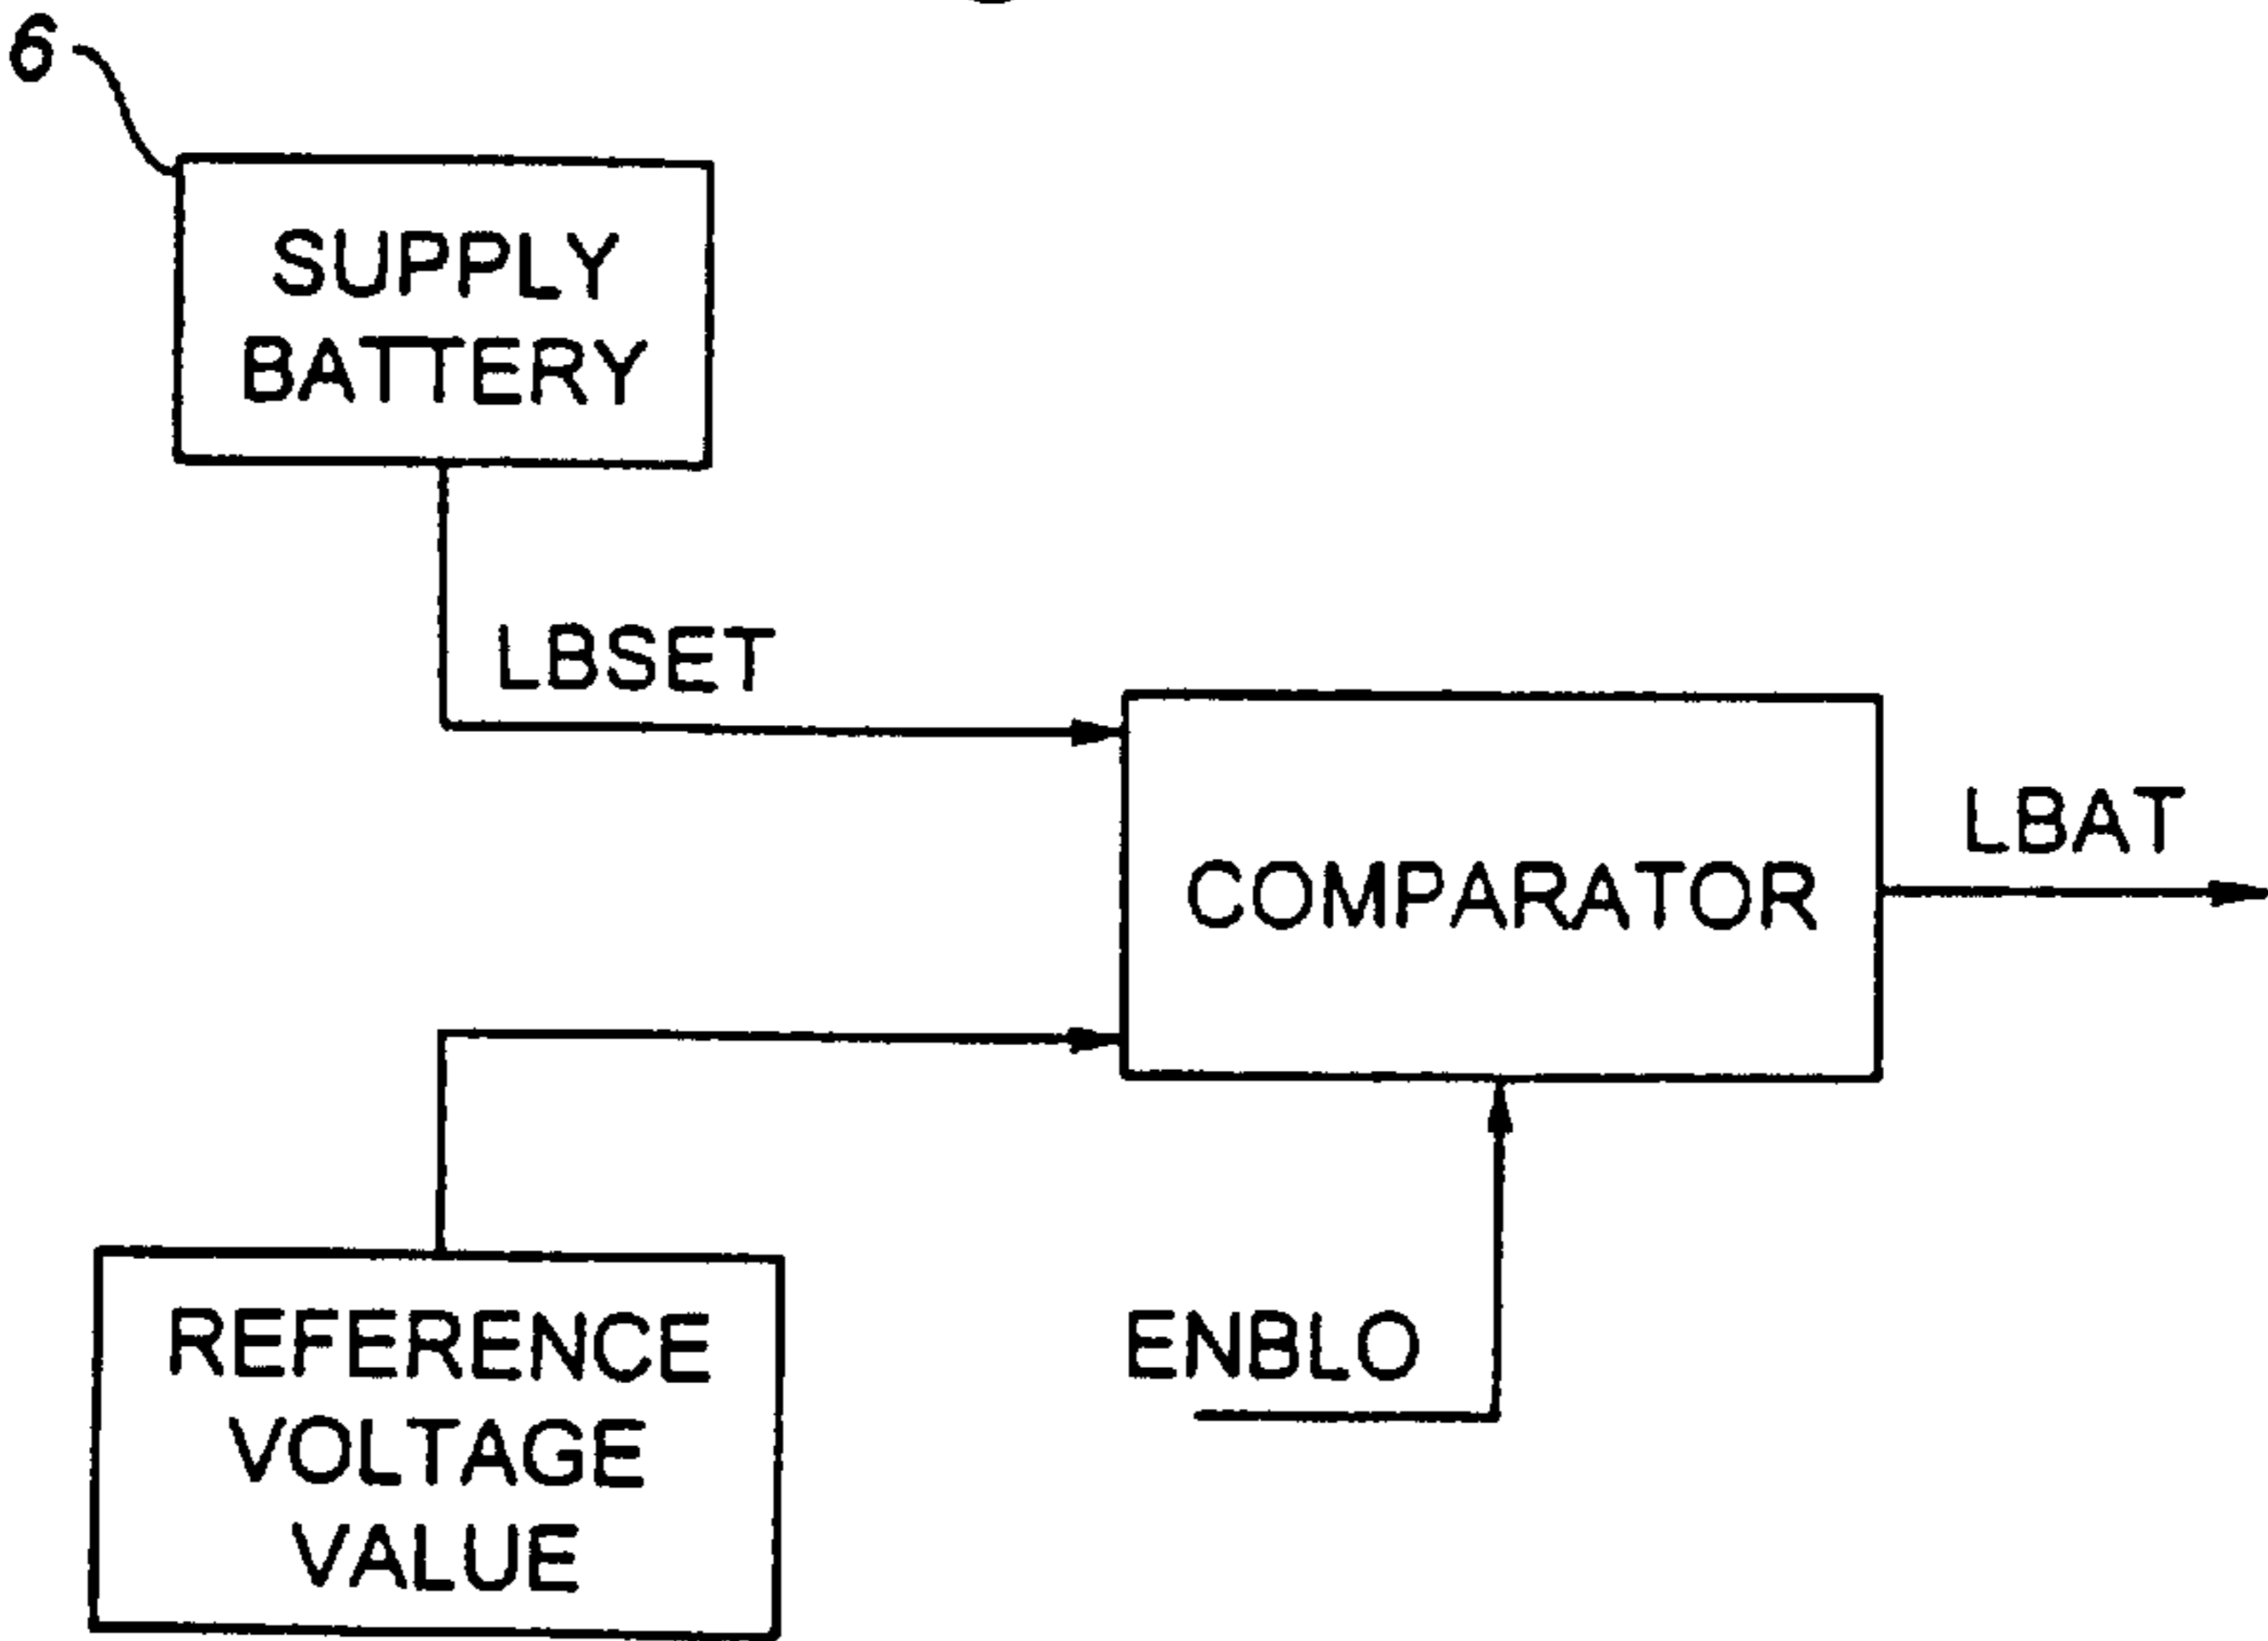 6
SUPPLY
BATTERY
LBSET
LBAT
COMPARATOR
REFERENCE
VOLTAGE
VALUE
ENBLO